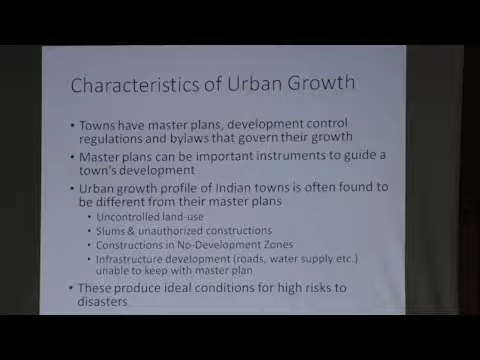 Characteristics of Urban Growth
• Towns have master plans, development control
regulations and bylaws that govern their growth
• Master plans can be important instruments to guide a
town's development
• Urban growth profile of Indian towns is often found to
be different from their master plans
• Uncontrolled land-use
• Slums & unauthorized constructions
• Constructions in No-Development Zones
• Infrastructure development (roads, water supply etc.)
unable to keep with master plan
• These produce ideal conditions for high risks to
disasters